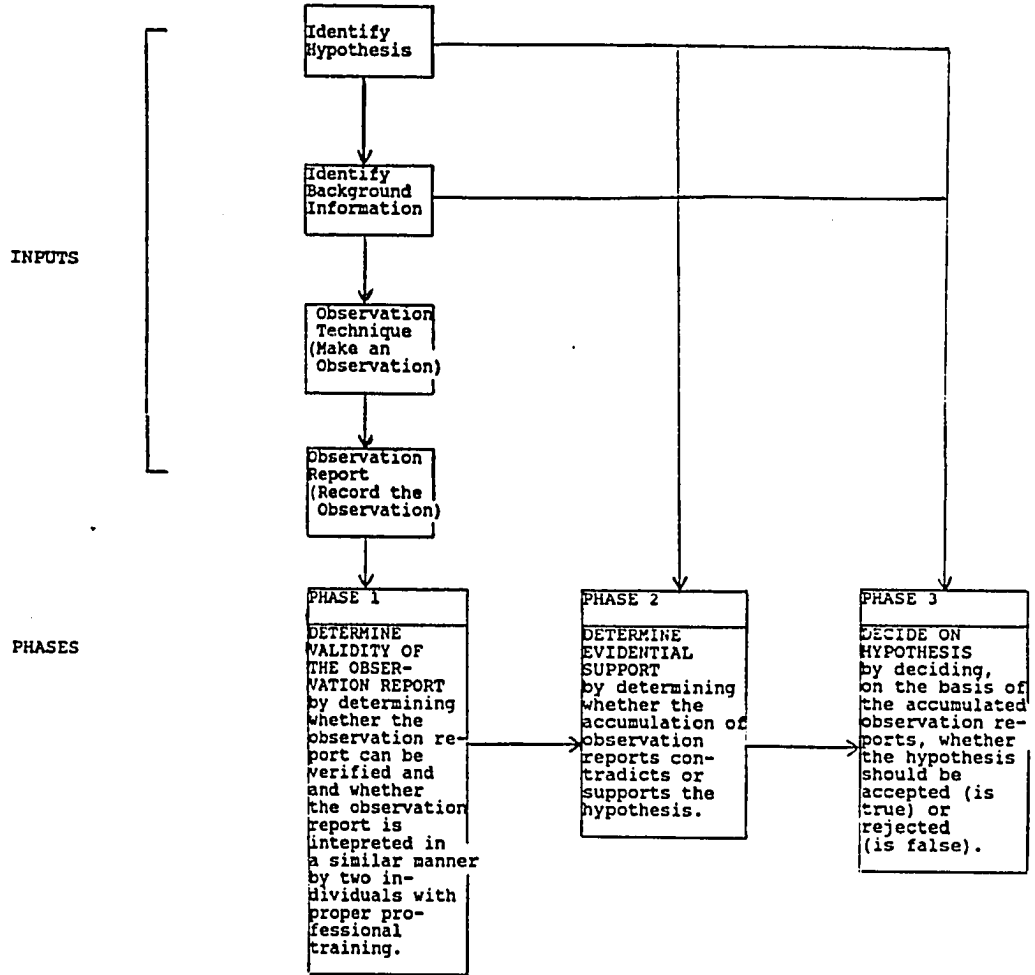 Identify
Hypothesis
Identify
Background
Information
INPUTS
Observation
Technique
(Make an
Observation)
Observation
Report
(Record the
Observation)
PHASES
PHASE 1
DETERMINE
VALIDITY OF
THE OBSER-
VATION REPORT
by determining
whether the
observation re-
port can be
verified and
and whether
the observation
report is
intepreted in
a similar manner
by two in-
dividuals with
proper pro-
fessional
training.
PHASE 2
DETERMINE
EVIDENTIAL
SUPPORT
by determining
whether the
accumulation of
observation
reports con-
tradicts or
supports the
hypothesis.
PHASE 3
DECIDE ON
HYPOTHESIS
by deciding,
on the basis of
the accumulated
observation re-
ports, whether
the hypothesis
should be
accepted (is
true) or
rejected
(is false).